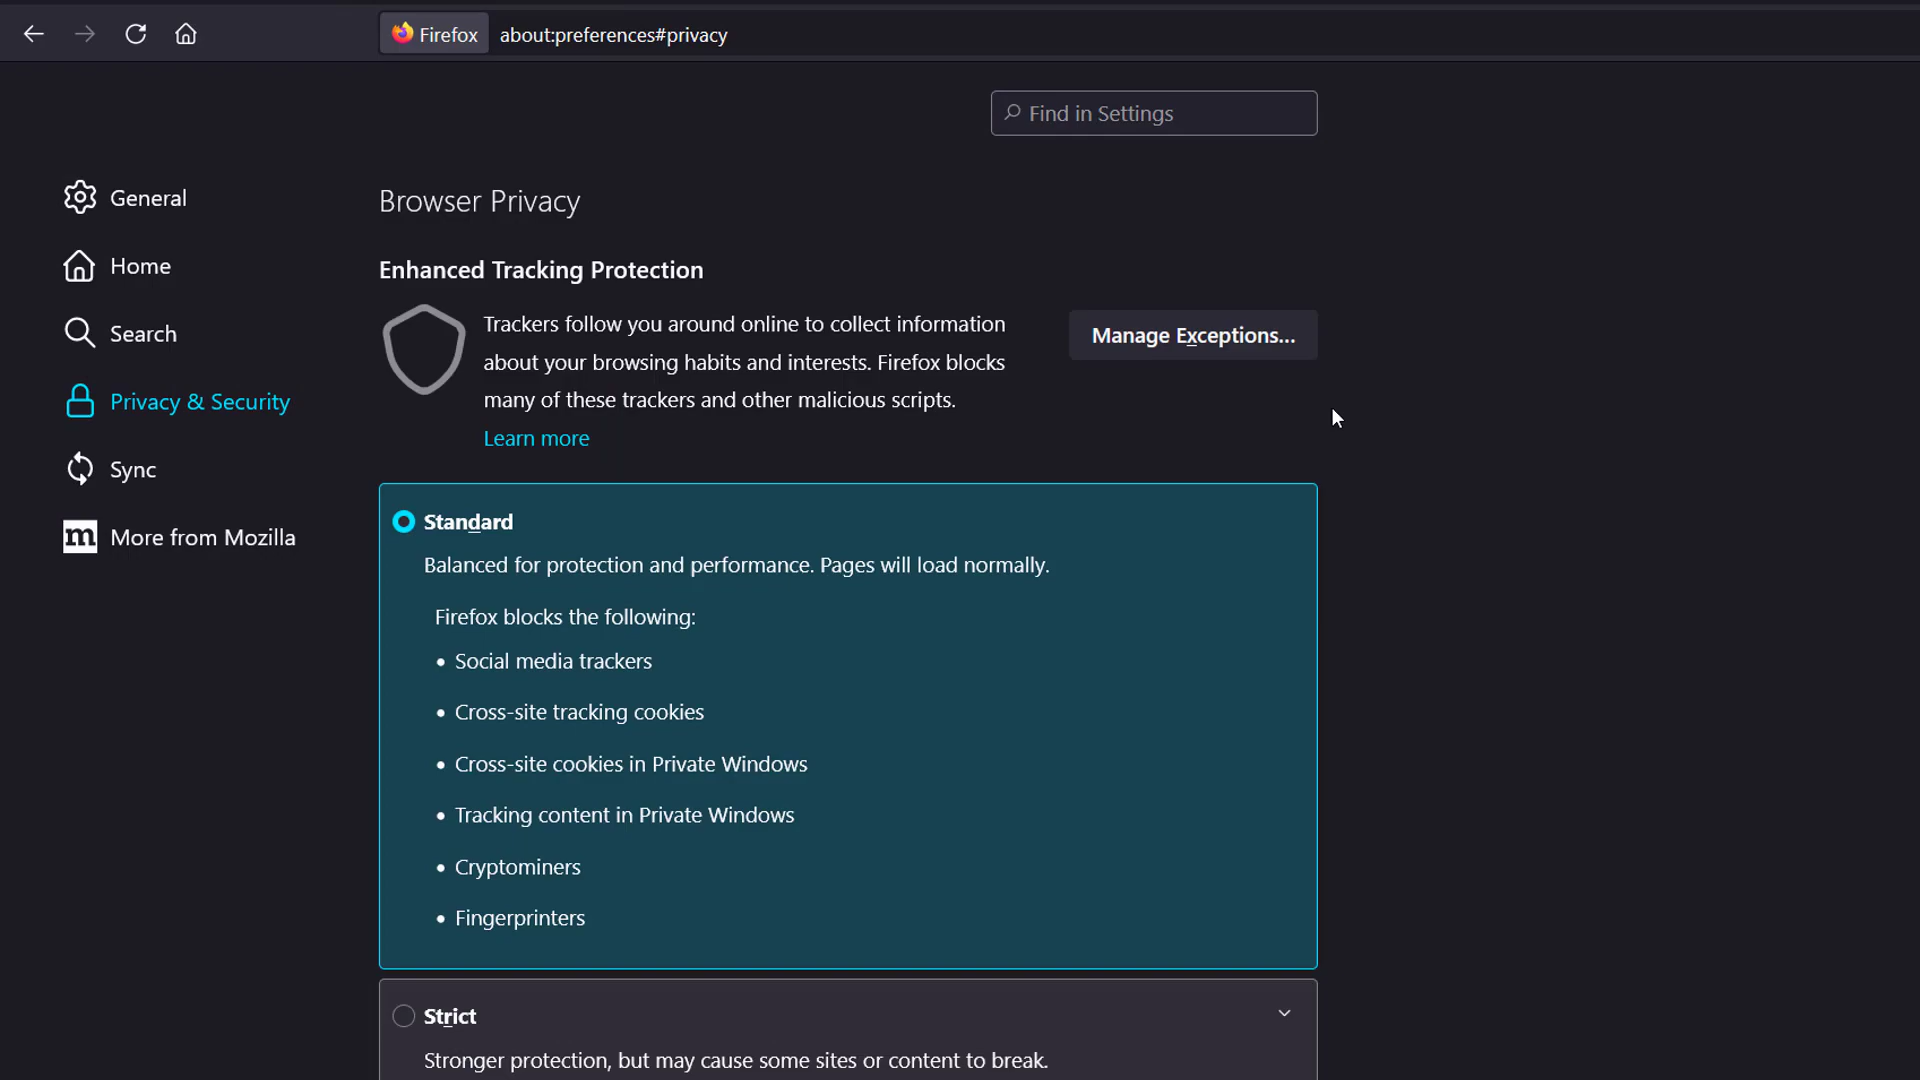 Firefox about:preferences#privacy
Find in Settings
General
Home
Search
Privacy & Security
Sync
m More from Mozilla
Browser Privacy
Enhanced Tracking Protection
Trackers follow you around online to collect information
about your browsing habits and interests. Firefox blocks
many of these trackers and other malicious scripts.
Learn more
Manage Exceptions...
Standard
Balanced for protection and performance. Pages will load normally.
Firefox blocks the following:
• Social media trackers
• Cross-site tracking cookies
• Cross-site cookies in Private Windows
• Tracking content in Private Windows
• Cryptominers
• Fingerprinters
Strict
Stronger protection, but may cause some sites or content to break.